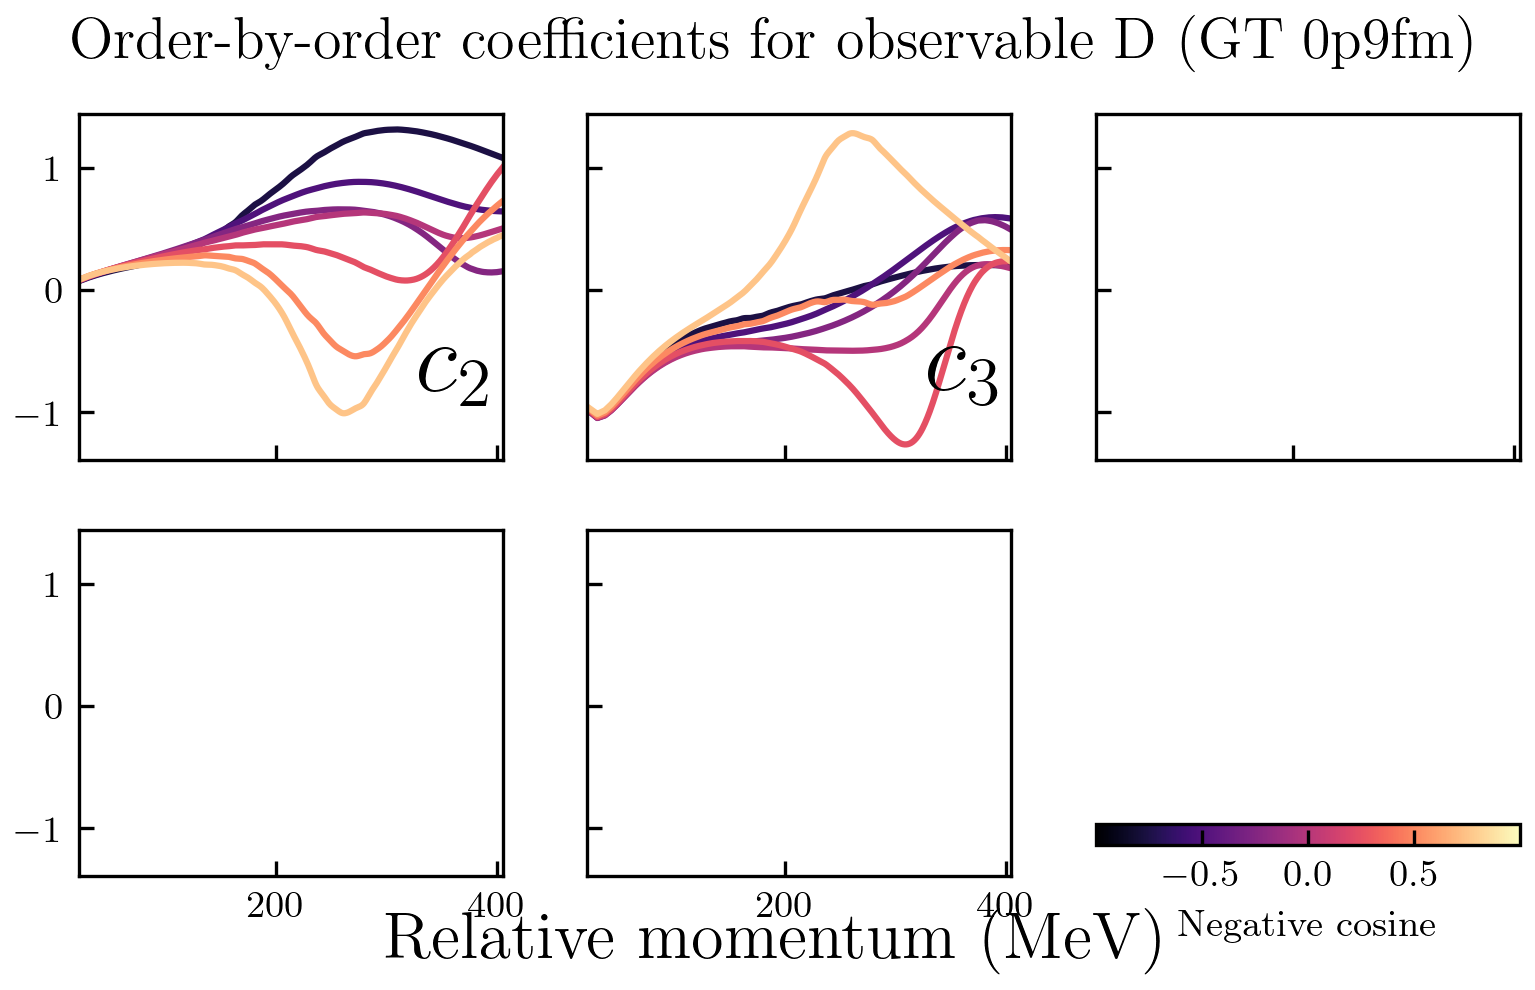 Order-by-order coefficients for observable D (GT 0p9fm)
1
0
−1
c2
c3
1
0
−1
200
400
200
400
−0.5
0.0
0.5
Negative cosine
Relative momentum (MeV)